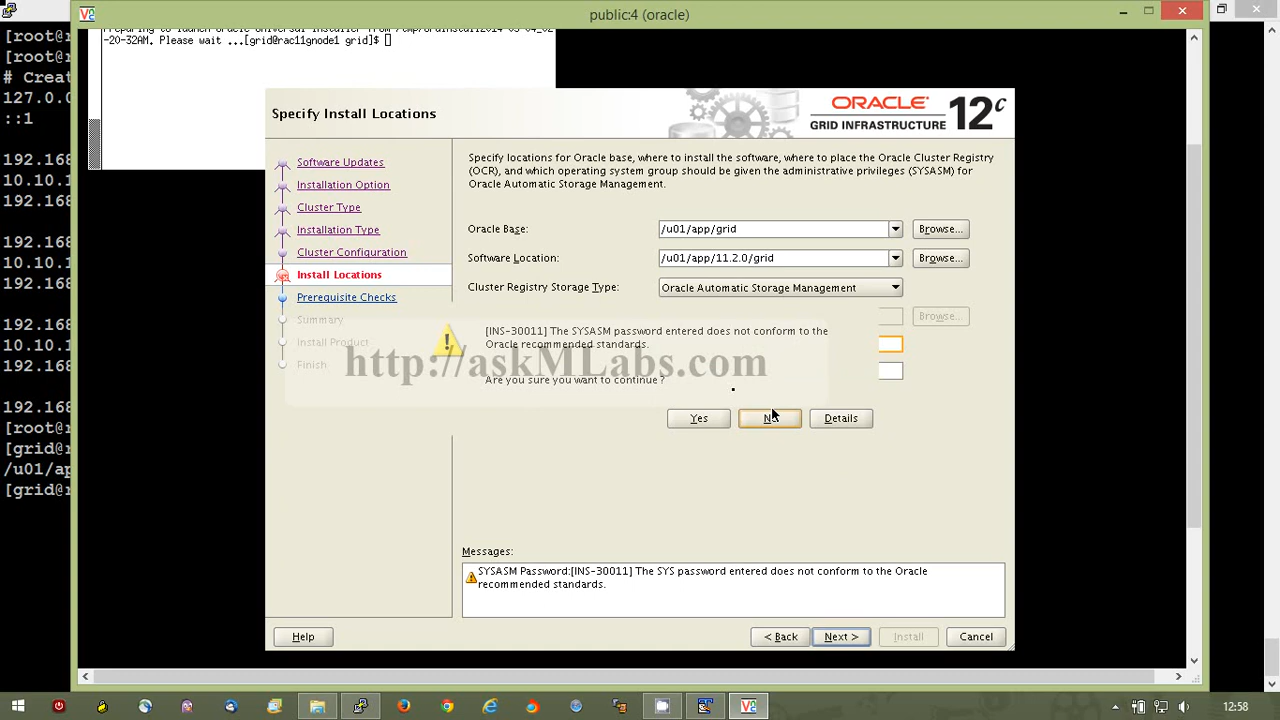 public:4 (oracle)
-20-32AM. Please wait ...[grid@rac11gnode1 grid]$
[root@r
[root@r
# Creat
127.0.0
::1
192.168
10.10.1
192.168
192.168
10.10.1
192.168
192.168
10.10.1
192.168
[root@r
[grid@r
/u01/ap
[grid@r
Specify Install Locations
ORACLE
GRID INFRASTRUCTURE
12c
Software Updates
Installation Option
Cluster Type
Installation Type
Cluster Configuration
Install Locations
Prerequisite Checks
Summary
Install Product
Finish
Specify locations for Oracle base, where to install the software, where to place the Oracle Cluster Registry
(OCR), and which operating system group should be given the administrative privileges (SYSASM) for
Oracle Automatic Storage Management.
Oracle Base: /u01/app/grid Browse...
Software Location: /u01/app/11.2.0/grid Browse...
Cluster Registry Storage Type: Oracle Automatic Storage Management
Browse...
[INS-30011] The SYSASM password entered does not conform to the
Oracle recommended standards.
http://askMLabs.com
Are you sure you want to continue?
Yes No Details
Messages:
SYSASM Password:[INS-30011] The SYS password entered does not conform to the Oracle
recommended standards.
Help < Back Next > Install Cancel
12:58